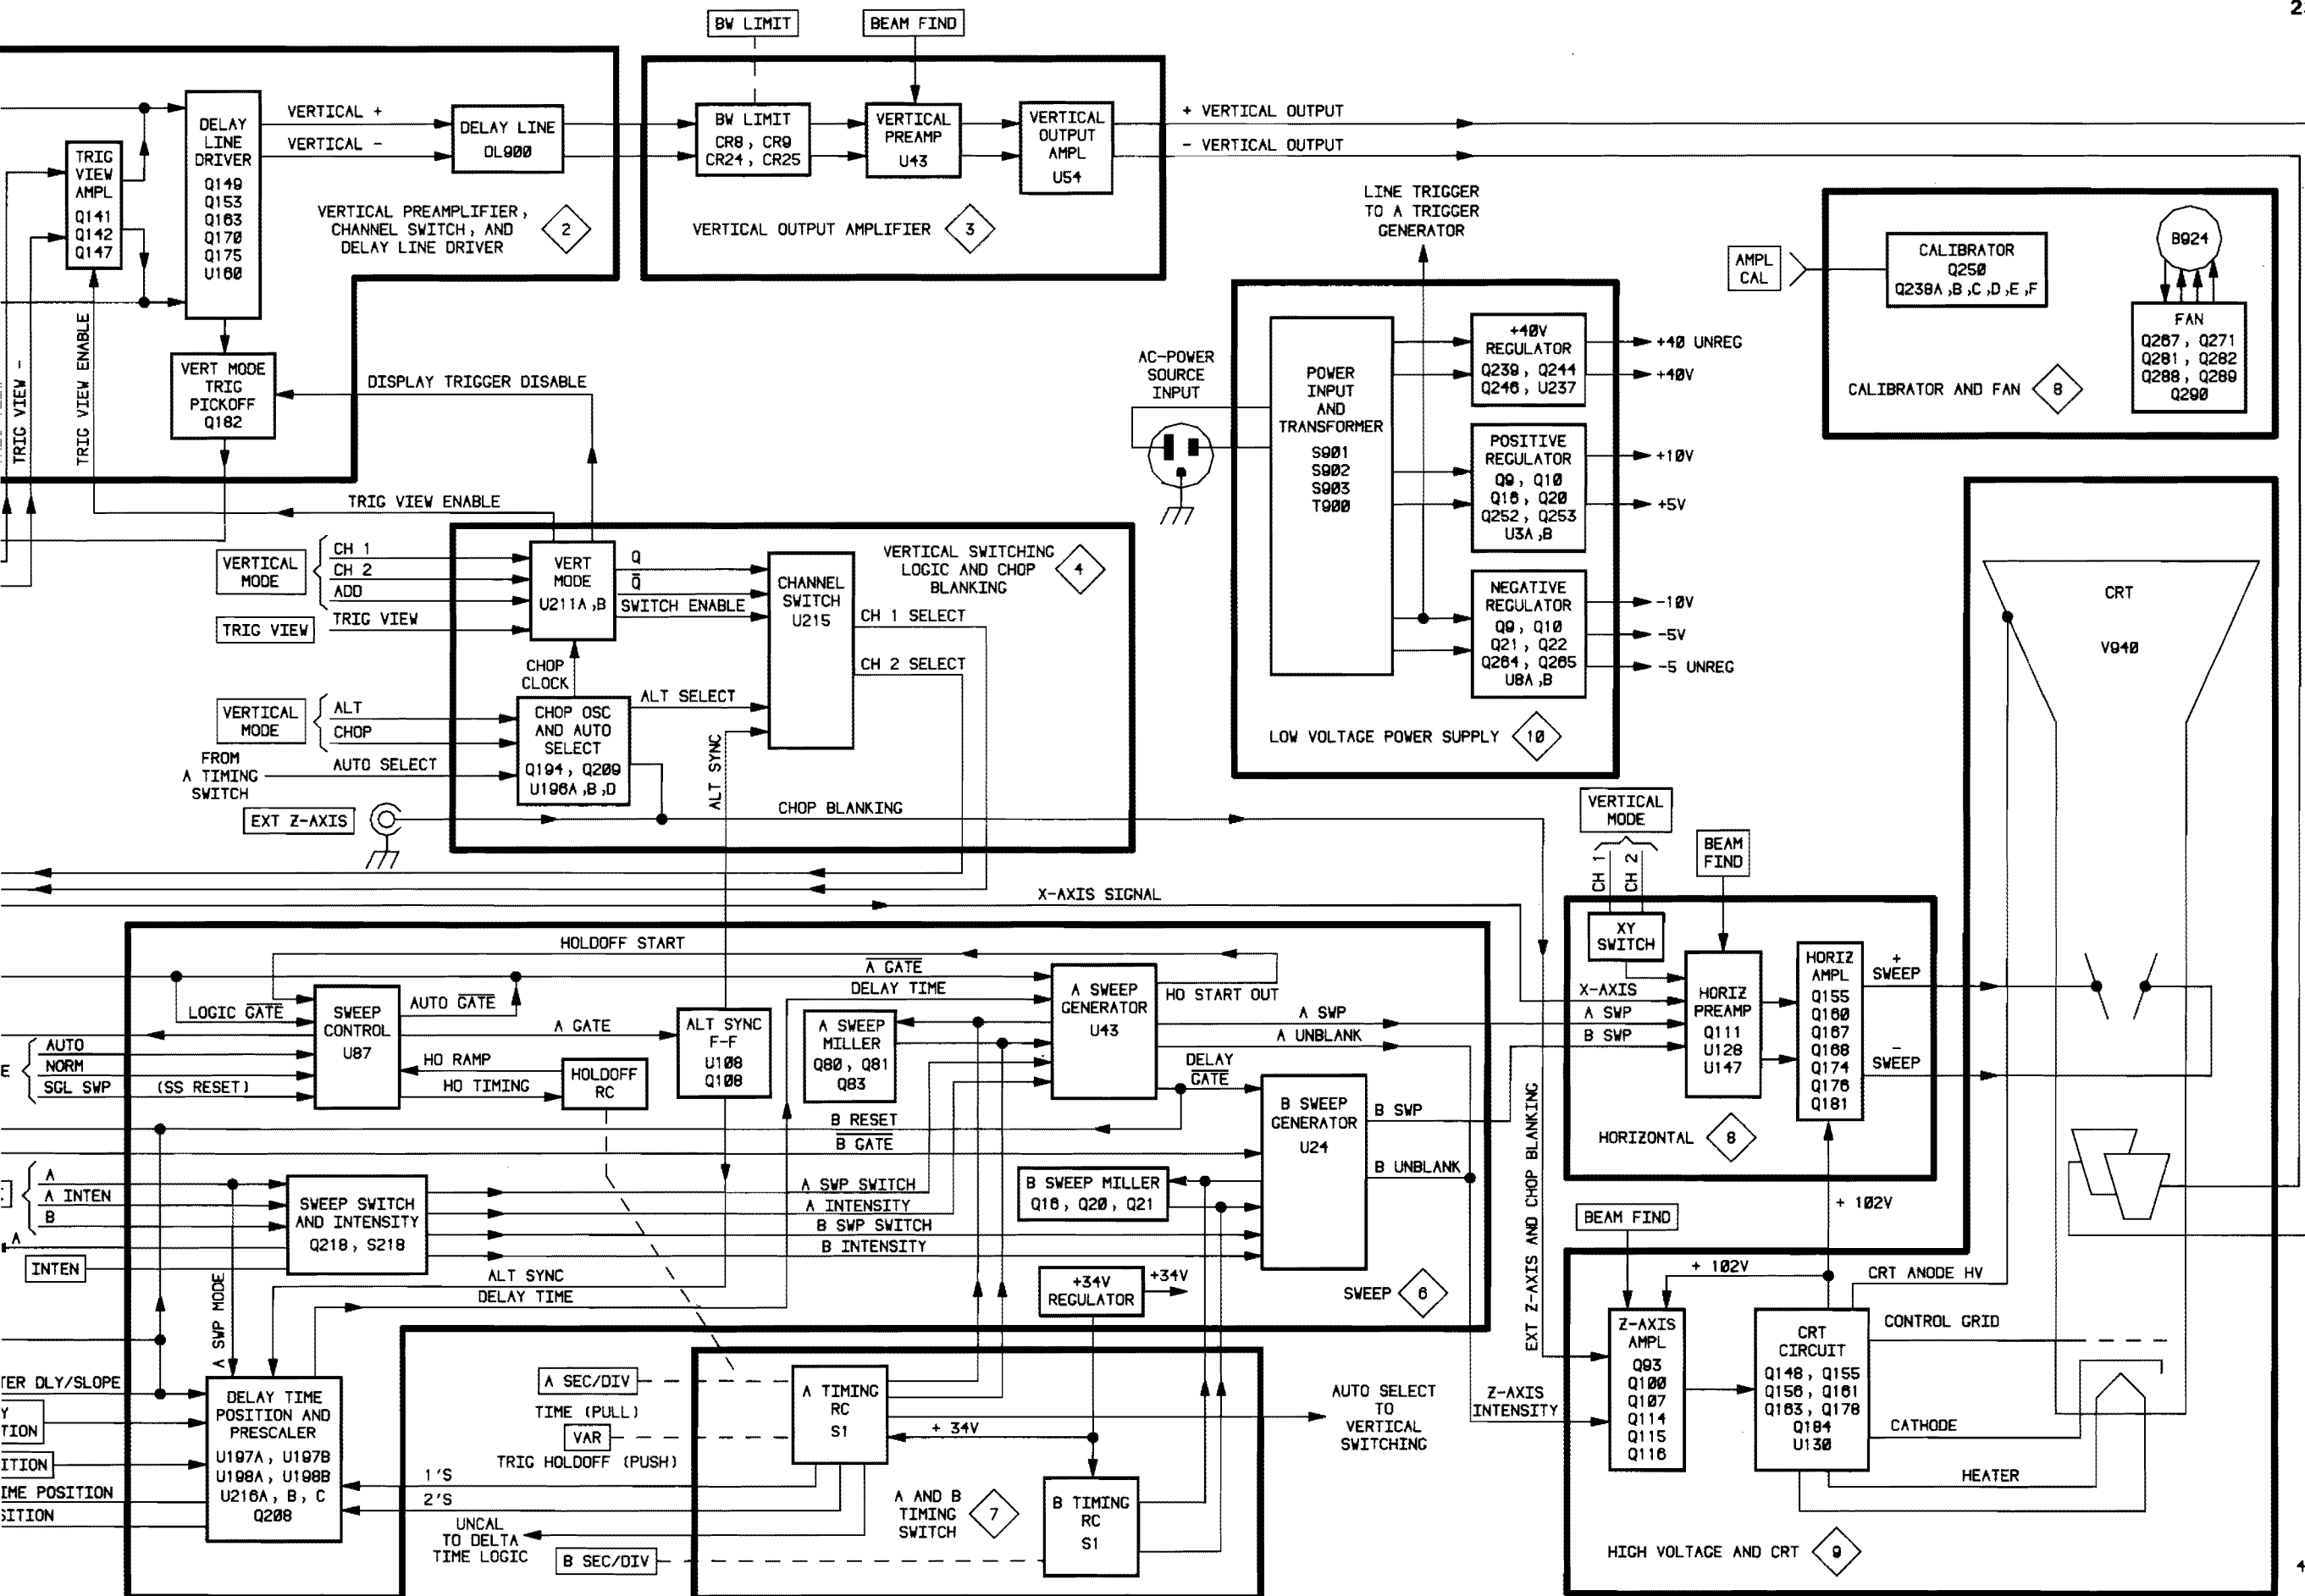 BW LIMIT
BEAM FIND
TRIG
VIEW
AMPL
Q141
Q142
Q147
DELAY
LINE
DRIVER
Q149
Q153
Q163
Q170
Q175
U160
VERTICAL +
VERTICAL -
DELAY LINE
DL900
VERTICAL PREAMPLIFIER,
CHANNEL SWITCH, AND
DELAY LINE DRIVER
2
BW LIMIT
CR8, CR9
CR24, CR25
VERTICAL
PREAMP
U43
VERTICAL
OUTPUT
AMPL
U54
VERTICAL OUTPUT AMPLIFIER
3
+ VERTICAL OUTPUT
- VERTICAL OUTPUT
TRIG VIEW -
TRIG VIEW ENABLE
VERT MODE
TRIG
PICKOFF
Q182
DISPLAY TRIGGER DISABLE
TRIG VIEW ENABLE
LINE TRIGGER
TO A TRIGGER
GENERATOR
AC-POWER
SOURCE
INPUT
POWER
INPUT
AND
TRANSFORMER
S901
S902
S903
T900
+40V
REGULATOR
Q239, Q244
Q246, U237
+40 UNREG
+40V
POSITIVE
REGULATOR
Q9, Q10
Q16, Q20
Q252, Q253
U3A,B
+10V
+5V
NEGATIVE
REGULATOR
Q9, Q10
Q21, Q22
Q264, Q265
U8A,B
-10V
-5V
-5 UNREG
LOW VOLTAGE POWER SUPPLY
10
AMPL
CAL
CALIBRATOR
Q250
Q238A,B,C,D,E,F
B924
FAN
Q267, Q271
Q281, Q282
Q288, Q289
Q290
CALIBRATOR AND FAN
8
VERTICAL
MODE
CH 1
CH 2
ADD
TRIG VIEW
TRIG VIEW
VERT
MODE
U211A,B
Q
Q̅
SWITCH ENABLE
CHANNEL
SWITCH
U215
VERTICAL SWITCHING
LOGIC AND CHOP
BLANKING
4
CH 1 SELECT
CH 2 SELECT
CHOP
CLOCK
VERTICAL
MODE
ALT
CHOP
FROM
A TIMING
SWITCH
AUTO SELECT
CHOP OSC
AND AUTO
SELECT
Q194, Q209
U196A,B,D
ALT SELECT
ALT SYNC
EXT Z-AXIS
CHOP BLANKING
X-AXIS SIGNAL
CRT
V940
VERTICAL
MODE
CH 1
CH 2
BEAM
FIND
XY
SWITCH
X-AXIS
A SWP
B SWP
HORIZ
PREAMP
Q111
U128
U147
HORIZ
AMPL
Q155
Q160
Q167
Q168
Q174
Q176
Q181
+
SWEEP
-
SWEEP
HORIZONTAL
8
HOLDOFF START
LOGIC GATE
SWEEP
CONTROL
U87
AUTO GATE
A GATE
DELAY TIME
A GATE
HO RAMP
HO TIMING
HOLDOFF
RC
AUTO
NORM
SGL SWP
(SS RESET)
ALT SYNC
F-F
U108
Q108
A SWEEP
MILLER
Q80, Q81
Q83
A SWEEP
GENERATOR
U43
HO START OUT
A SWP
A UNBLANK
DELAY
GATE
B RESET
B GATE
B SWEEP
GENERATOR
U24
B SWP
B UNBLANK
B SWEEP MILLER
Q16, Q20, Q21
A
A INTEN
B
A
INTEN
SWEEP SWITCH
AND INTENSITY
Q218, S218
A SWP SWITCH
A INTENSITY
B SWP SWITCH
B INTENSITY
ALT SYNC
DELAY TIME
A SWP MODE
+34V
REGULATOR
+34V
SWEEP
6
EXT Z-AXIS AND CHOP BLANKING
BEAM FIND
+ 102V
+ 102V
CRT ANODE HV
Z-AXIS
AMPL
Q93
Q100
Q107
Q114
Q115
Q116
CRT
CIRCUIT
Q148, Q155
Q156, Q161
Q163, Q178
Q184
U130
CONTROL GRID
CATHODE
HEATER
Z-AXIS
INTENSITY
HIGH VOLTAGE AND CRT
9
TER DLY/SLOPE
TION
ITION
IME POSITION
SITION
DELAY TIME
POSITION AND
PRESCALER
U197A, U197B
U198A, U198B
U216A, B, C
Q208
A SEC/DIV
TIME (PULL)
VAR
TRIG HOLDOFF (PUSH)
A TIMING
RC
S1
+ 34V
AUTO SELECT
TO
VERTICAL
SWITCHING
1'S
2'S
UNCAL
TO DELTA
TIME LOGIC
B SEC/DIV
A AND B
TIMING
SWITCH
7
B TIMING
RC
S1